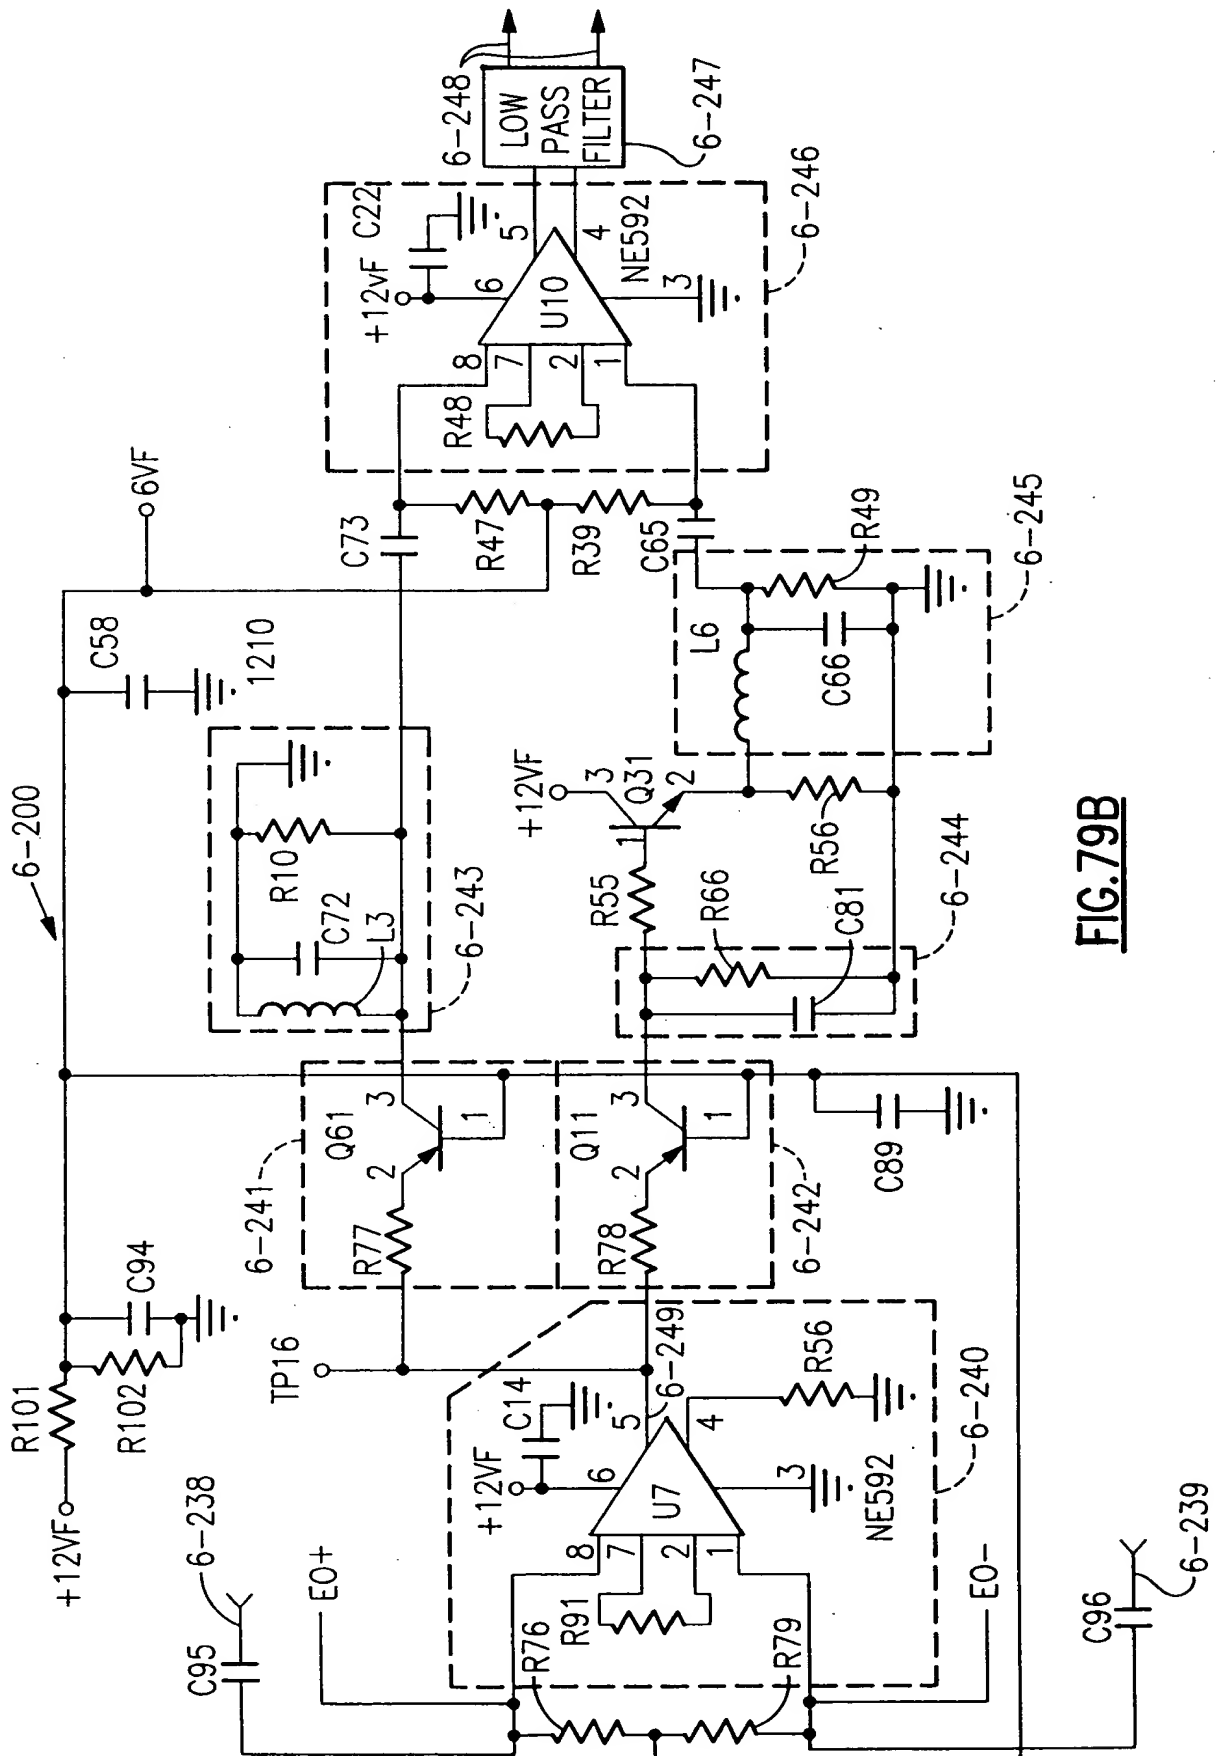 6-200
+12VF
R101
R102
C94
C58
1210
6VF
6-238
C95
EO+
TP16
6-241
R77
Q61
2
3
1
6-243
L3
C72
R10
C73
R47
R39
C65
+12vF
C22
6
8
7
2
1
R48
U10
5
4
3
NE592
6-246
6-248
LOW
PASS
FILTER
6-247
R78
Q11
2
3
1
6-242
C89
R55
+12VF
3
1
2
Q31
R66
C81
6-244
R56
L6
C66
R49
6-245
+12VF
C14
6
8
7
2
1
R91
U7
5
6-249
4
R56
3
NE592
6-240
R76
R79
EO-
C96
6-239
FIG.79B